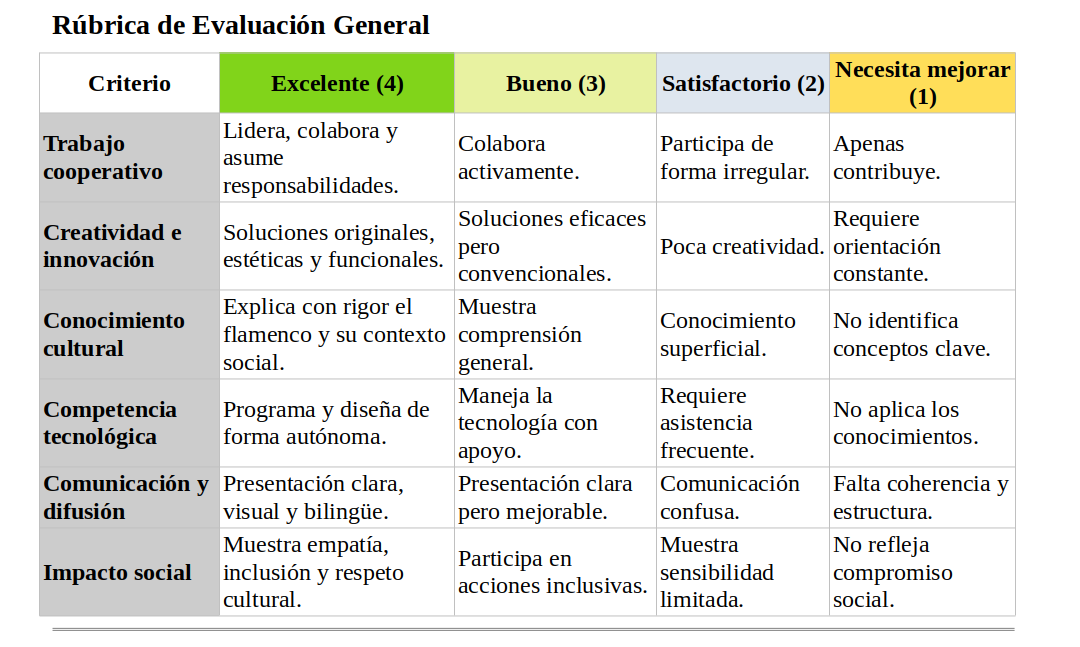 Rúbrica de Evaluación General
Criterio
Excelente (4)
Bueno (3)
Satisfactorio (2)
Necesita mejorar
(1)
Trabajo
cooperativo
Lidera, colabora y
asume
responsabilidades.
Colabora
activamente.
Participa de
forma irregular.
Apenas
contribuye.
Creatividad e
innovación
Soluciones originales,
estéticas y funcionales.
Soluciones eficaces
pero
convencionales.
Poca creatividad.
Requiere
orientación
constante.
Conocimiento
cultural
Explica con rigor el
flamenco y su contexto
social.
Muestra
comprensión
general.
Conocimiento
superficial.
No identifica
conceptos clave.
Competencia
tecnológica
Programa y diseña de
forma autónoma.
Maneja la
tecnología con
apoyo.
Requiere
asistencia
frecuente.
No aplica los
conocimientos.
Comunicación y
difusión
Presentación clara,
visual y bilingüe.
Presentación clara
pero mejorable.
Comunicación
confusa.
Falta coherencia y
estructura.
Impacto social
Muestra empatía,
inclusión y respeto
cultural.
Participa en
acciones inclusivas.
Muestra
sensibilidad
limitada.
No refleja
compromiso
social.